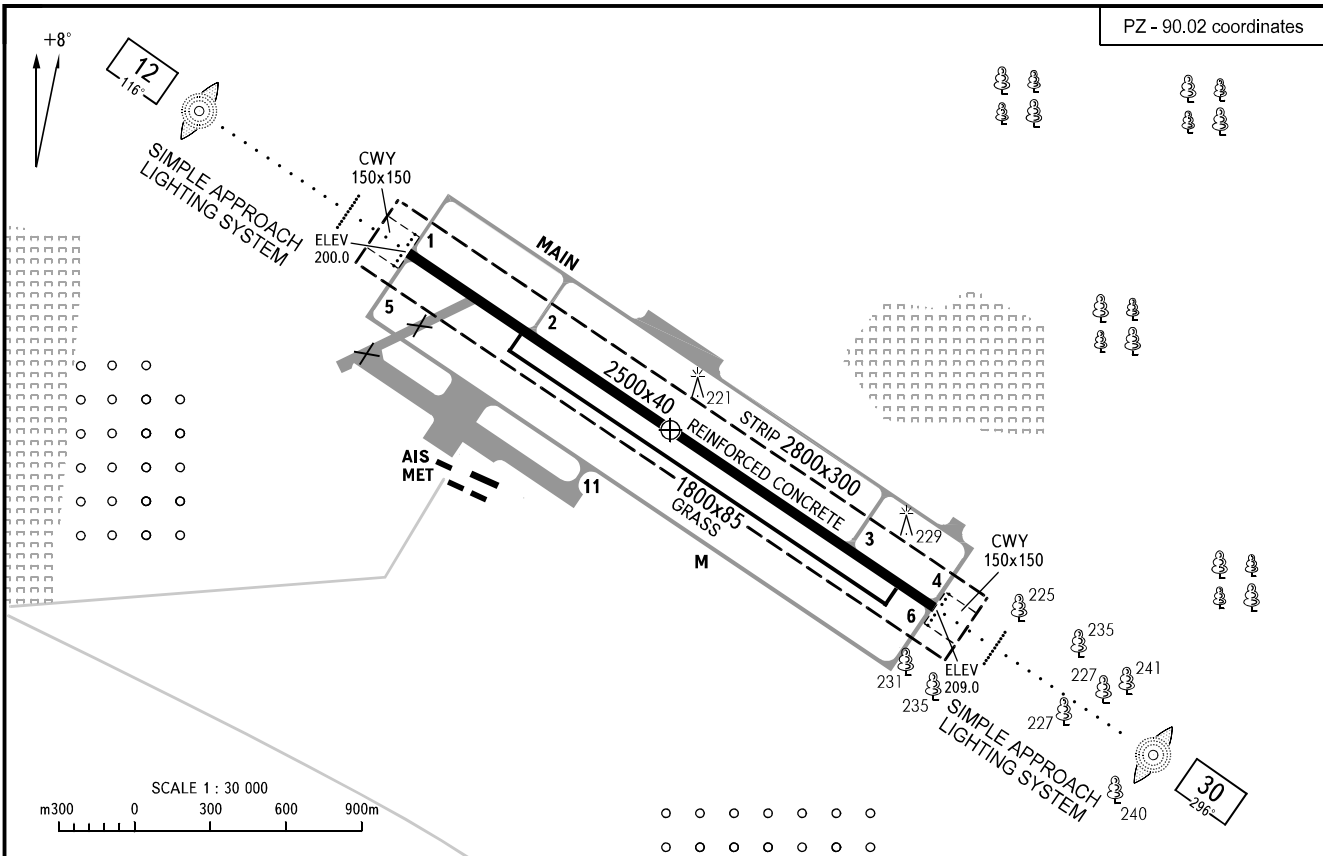 PZ - 90.02 coordinates
+8°
12
116°
SIMPLE APPROACH
LIGHTING SYSTEM
CWY
150x150
ELEV
200.0
1
MAIN
5
2
2500x40
REINFORCED CONCRETE
221
STRIP 2800x300
1800x85
GRASS
AIS
MET
11
M
3
229
4
6
CWY
150x150
ELEV
209.0
225
235
241
227
227
231
235
SIMPLE APPROACH
LIGHTING SYSTEM
30
296°
240
SCALE 1 : 30 000
m300 0 300 600 900m